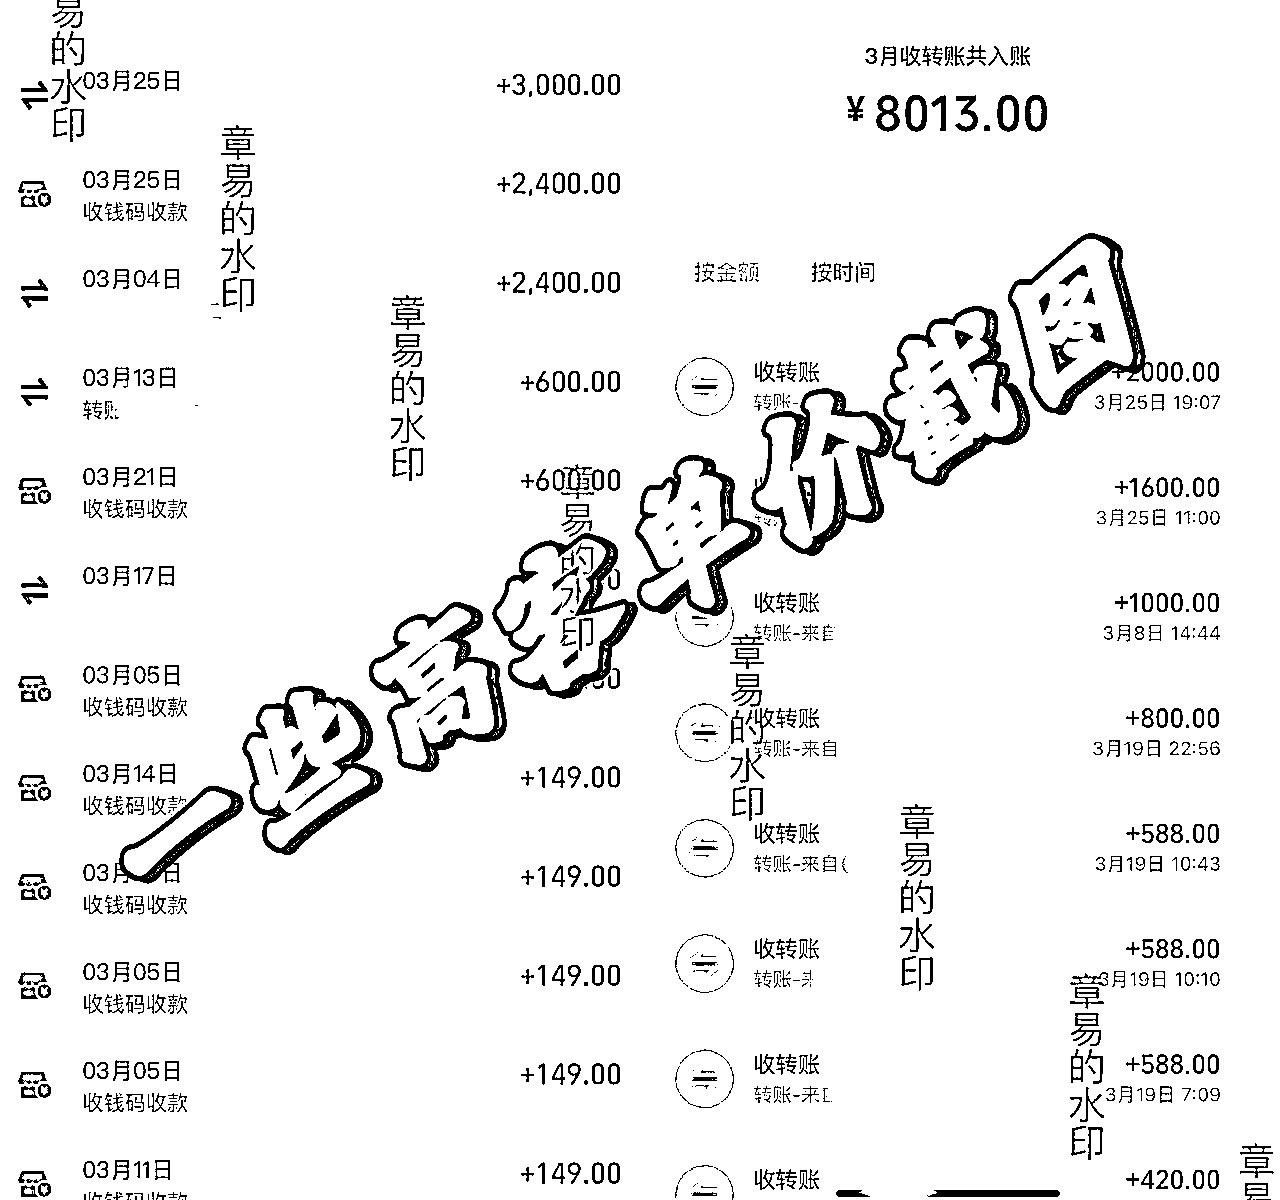 03月25日
+3,000.00
03月25日
+2,400.00
收钱码收款
03月04日
+2,400.00
03月13日
+600.00
转账
03月21日
+600.00
收钱码收款
03月17日
03月05日
收钱码收款
03月14日
+149.00
收钱码收款
+149.00
收钱码收款
03月05日
+149.00
收钱码收款
03月05日
+149.00
收钱码收款
03月11日
+149.00
收钱码收款
3月收转账共入账
¥8013.00
按金额 按时间
收转账
+2000.00
转账-
3月25日 19:07
+1600.00
3月25日 11:00
收转账
+1000.00
转账-来自
3月8日 14:44
收转账
+800.00
转账-来自
3月19日 22:56
收转账
+588.00
转账-来自(
3月19日 10:43
收转账
+588.00
转账-来
3月19日 10:10
收转账
+588.00
转账-来
3月19日 7:09
收转账
+420.00
一些高客单价截图
易的水印
章易的水印
章易的水印
章易的水印
章易的水印
章易的水印
章易的水印
章易